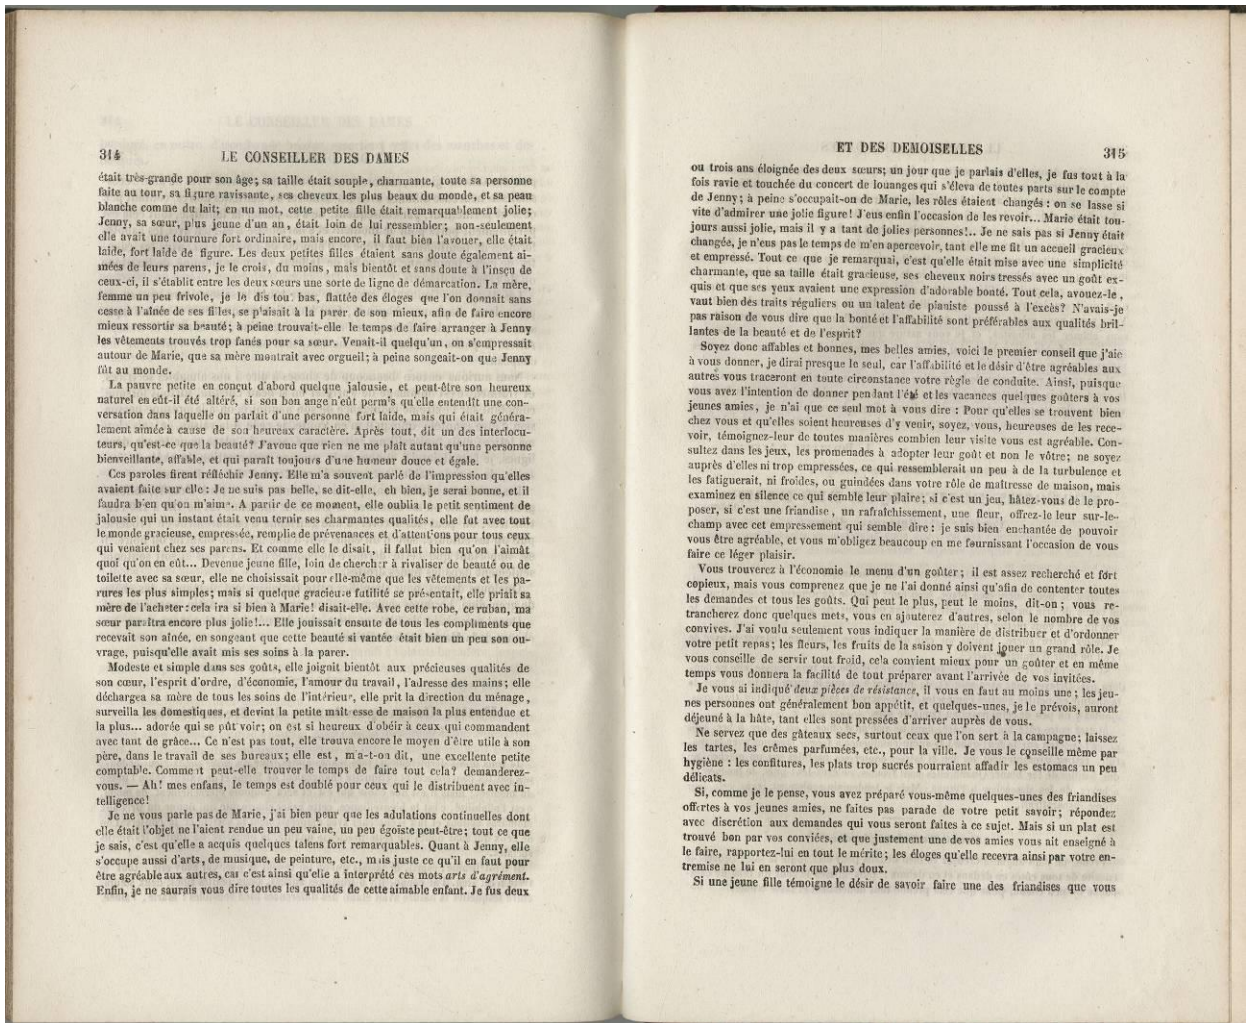 314
LE CONSEILLER DES DAMES
était très-grande pour son âge; sa taille était souple, charmante, toute sa personne
faite au tour, sa figure ravissante, ses cheveux les plus beaux du monde, et sa peau
blanche comme du lait; en un mot, cette petite fille était remarquablement jolie;
Jenny, sa sœur, plus jeune d'un an, était loin de lui ressembler; non-seulement
elle avait une tournure fort ordinaire, mais encore, il faut bien l'avouer, elle était
laide, fort laide de figure. Les deux petites filles étaient sans doute également ai-
mées de leurs parens, je le crois, du moins, mais bientôt et sans doute à l'insçu de
ceux-ci, il s'établit entre les deux sœurs une sorte de ligne de démarcation. La mère,
femme un peu frivole, je le dis tout bas, flattée des éloges que l'on donnait sans
cesse à l'aînée de ses filles, se plaisait à la parer de son mieux, afin de faire encore
mieux ressortir sa beauté; à peine trouvait-elle le temps de faire arranger à Jenny
les vêtements trouvés trop fanés pour sa sœur. Venait-il quelqu'un, on s'empressait
autour de Marie, que sa mère montrait avec orgueil; à peine songeait-on que Jenny
fût au monde.
La pauvre petite en conçut d'abord quelque jalousie, et peut-être son heureux
naturel en eût-il été altéré, si son bon ange n'eût permis qu'elle entendît une con-
versation dans laquelle on parlait d'une personne fort laide, mais qui était généra-
lement aimée à cause de son heureux caractère. Après tout, dit un des interlocu-
teurs, qu'est-ce que la beauté? J'avoue que rien ne me plaît autant qu'une personne
bienveillante, affable, et qui paraît toujours d'une humeur douce et égale.
Ces paroles firent réfléchir Jenny. Elle m'a souvent parlé de l'impression qu'elles
avaient faite sur elle : Je ne suis pas belle, se dit-elle, eh bien, je serai bonne, et il
faudra bien qu'on m'aime. A partir de ce moment, elle oublia le petit sentiment de
jalousie qui un instant était venu ternir ses charmantes qualités, elle fut avec tout
le monde gracieuse, empressée, remplie de prévenances et d'attentions pour tous ceux
qui venaient chez ses parens. Et comme elle le disait, il fallut bien qu'on l'aimât
quoi qu'on en eût... Devenue jeune fille, loin de chercher à rivaliser de beauté ou de
toilette avec sa sœur, elle ne choisissait pour elle-même que les vêtements et les pa-
rures les plus simples; mais si quelque gracieuse futilité se présentait, elle priait sa
mère de l'acheter: cela ira si bien à Marie! disait-elle. Avec cette robe, ce ruban, ma
sœur paraîtra encore plus jolie!... Elle jouissait ensuite de tous les compliments que
recevait son aînée, en songeant que cette beauté si vantée était bien un peu son ou-
vrage, puisqu'elle avait mis ses soins à la parer.
Modeste et simple dans ses goûts, elle joignit bientôt aux précieuses qualités de
son cœur, l'esprit d'ordre, d'économie, l'amour du travail, l'adresse des mains; elle
déchargea sa mère de tous les soins de l'intérieur, elle prit la direction du ménage,
surveilla les domestiques, et devint la petite maîtresse de maison la plus entendue et
la plus... adorée qui se pût voir; on est si heureux d'obéir à ceux qui commandent
avec tant de grâce... Ce n'est pas tout, elle trouva encore le moyen d'être utile à son
père, dans le travail de ses bureaux; elle est, m'a-t-on dit, une excellente petite
comptable. Comment peut-elle trouver le temps de faire tout cela? demanderez-
vous. — Ah! mes enfans, le temps est doublé pour ceux qui le distribuent avec in-
telligence!
Je ne vous parle pas de Marie, j'ai bien peur que les adulations continuelles dont
elle était l'objet ne l'aient rendue un peu vaine, un peu égoïste peut-être; tout ce que
je sais, c'est qu'elle a acquis quelques talens fort remarquables. Quant à Jenny, elle
s'occupe aussi d'arts, de musique, de peinture, etc., mais juste ce qu'il en faut pour
être agréable aux autres, car c'est ainsi qu'elle a interprété ces mots arts d'agrément.
Enfin, je ne saurais vous dire toutes les qualités de cette aimable enfant. Je fus deux
ET DES DEMOISELLES
315
ou trois ans éloignée des deux sœurs; un jour que je parlais d'elles, je fus tout à la
fois ravie et touchée du concert de louanges qui s'éleva de toutes parts sur le compte
de Jenny; à peine s'occupait-on de Marie, les rôles étaient changés : on se lasse si
vite d'admirer une jolie figure! J'eus enfin l'occasion de les revoir... Marie était tou-
jours aussi jolie, mais il y a tant de jolies personnes!.. Je ne sais pas si Jenny était
changée, je n'eus pas le temps de m'en apercevoir, tant elle me fit un accueil gracieux
et empressé. Tout ce que je remarquai, c'est qu'elle était mise avec une simplicité
charmante, que sa taille était gracieuse, ses cheveux noirs tressés avec un goût ex-
quis et que ses yeux avaient une expression d'adorable bonté. Tout cela, avouez-le,
vaut bien des traits réguliers ou un talent de pianiste poussé à l'excès? N'avais-je
pas raison de vous dire que la bonté et l'affabilité sont préférables aux qualités bril-
lantes de la beauté et de l'esprit?
Soyez donc affables et bonnes, mes belles amies, voici le premier conseil que j'aie
à vous donner, je dirai presque le seul, car l'affabilité et le désir d'être agréables aux
autres vous traceront en toute circonstance votre règle de conduite. Ainsi, puisque
vous avez l'intention de donner pendant l'été et les vacances quelques goûters à vos
jeunes amies, je n'ai que ce seul mot à vous dire : Pour qu'elles se trouvent bien
chez vous et qu'elles soient heureuses d'y venir, soyez, vous, heureuses de les rece-
voir, témoignez-leur de toutes manières combien leur visite vous est agréable. Con-
sultez dans les jeux, les promenades à adopter leur goût et non le vôtre; ne soyez
auprès d'elles ni trop empressées, ce qui ressemblerait un peu à de la turbulence et
les fatiguerait, ni froides, ou guindées dans votre rôle de maîtresse de maison, mais
examinez en silence ce qui semble leur plaire; si c'est un jeu, hâtez-vous de le pro-
poser, si c'est une friandise, un rafraîchissement, une fleur, offrez-le leur sur-le-
champ avec cet empressement qui semble dire : je suis bien enchantée de pouvoir
vous être agréable, et vous m'obligez beaucoup en me fournissant l'occasion de vous
faire ce léger plaisir.
Vous trouverez à l'économie le menu d'un goûter; il est assez recherché et fort
copieux, mais vous comprenez que je ne l'ai donné ainsi qu'afin de contenter toutes
les demandes et tous les goûts. Qui peut le plus, peut le moins, dit-on; vous re-
trancherez donc quelques mets, vous en ajouterez d'autres, selon le nombre de vos
convives. J'ai voulu seulement vous indiquer la manière de distribuer et d'ordonner
votre petit repas; les fleurs, les fruits de la saison y doivent jouer un grand rôle. Je
vous conseille de servir tout froid, cela convient mieux pour un goûter et en même
temps vous donnera la facilité de tout préparer avant l'arrivée de vos invitées.
Je vous ai indiqué deux pièces de résistance, il vous en faut au moins une; les jeu-
nes personnes ont généralement bon appétit, et quelques-unes, je le prévois, auront
déjeuné à la hâte, tant elles sont pressées d'arriver auprès de vous.
Ne servez que des gâteaux secs, surtout ceux que l'on sert à la campagne; laissez
les tartes, les crêmes parfumées, etc., pour la ville. Je vous le conseille même par
hygiène : les confitures, les plats trop sucrés pourraient affadir les estomacs un peu
délicats.
Si, comme je le pense, vous avez préparé vous-même quelques-unes des friandises
offertes à vos jeunes amies, ne faites pas parade de votre petit savoir; répondez
avec discrétion aux demandes qui vous seront faites à ce sujet. Mais si un plat est
trouvé bon par vos conviées, et que justement une de vos amies vous ait enseigné à
le faire, rapportez-lui en tout le mérite; les éloges qu'elle recevra ainsi par votre en-
tremise ne lui en seront que plus doux.
Si une jeune fille témoigne le désir de savoir faire une des friandises que vous